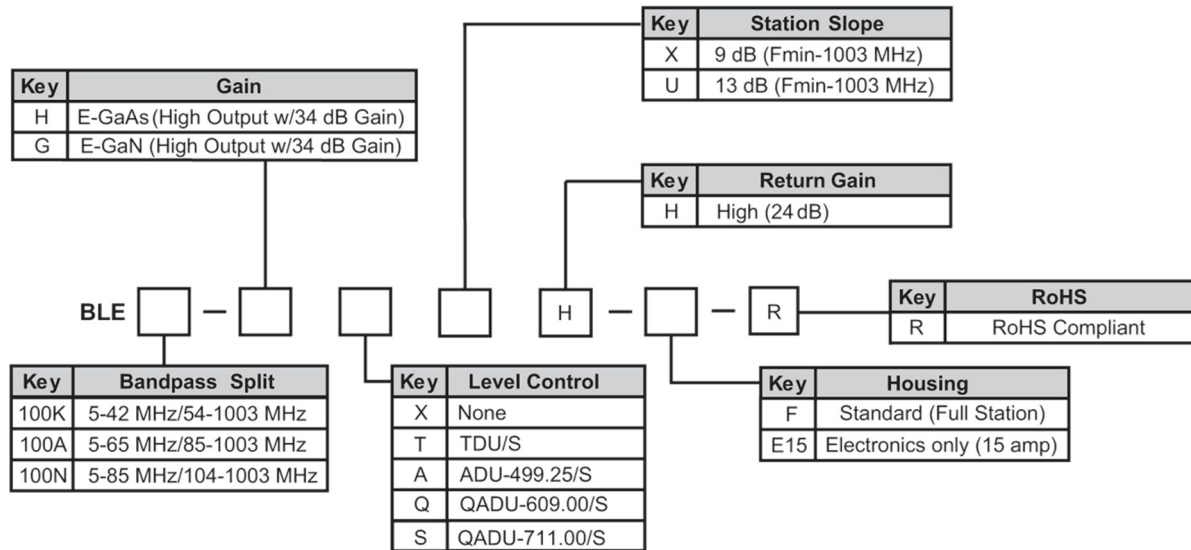 Key Station Slope
X 9 dB (Fmin-1003 MHz)
U 13 dB (Fmin-1003 MHz)
Key Gain
H E-GaAs (High Output w/34 dB Gain)
G E-GaN (High Output w/34 dB Gain)
Key Return Gain
H High (24 dB)
BLE – H – – R
Key RoHS
R RoHS Compliant
Key Bandpass Split
100K 5-42 MHz/54-1003 MHz
100A 5-65 MHz/85-1003 MHz
100N 5-85 MHz/104-1003 MHz
Key Level Control
X None
T TDU/S
A ADU-499.25/S
Q QADU-609.00/S
S QADU-711.00/S
Key Housing
F Standard (Full Station)
E15 Electronics only (15 amp)